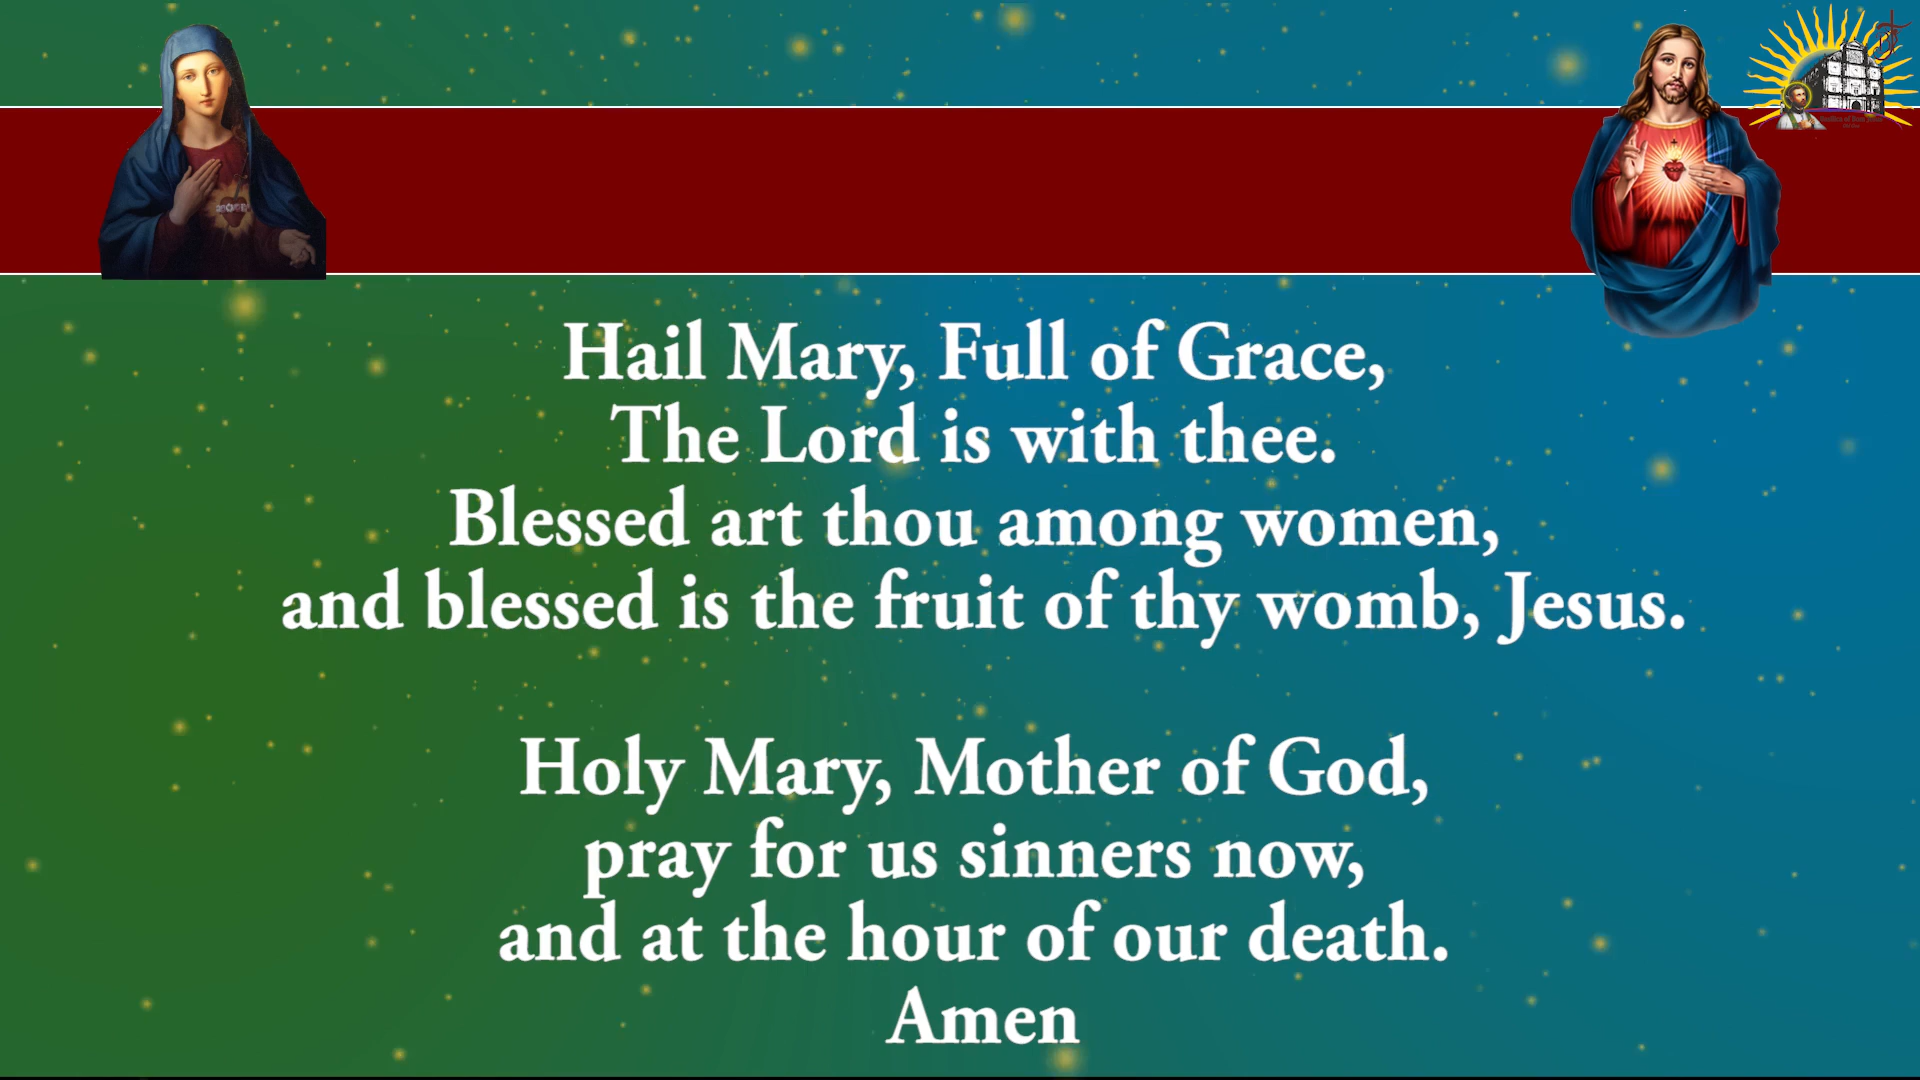 Hail Mary, Full of Grace,
The Lord is with thee.
Blessed art thou among women,
and blessed is the fruit of thy womb, Jesus.
Holy Mary, Mother of God,
pray for us sinners now,
and at the hour of our death.
Amen